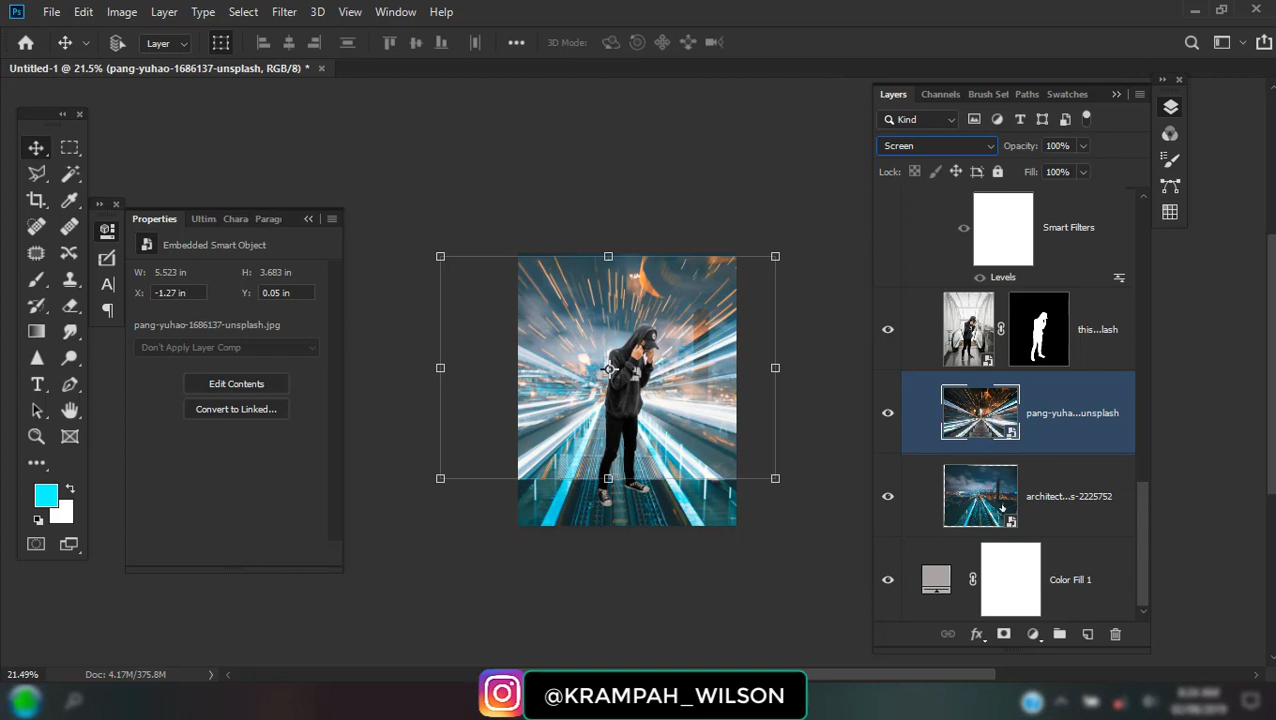 Ps File Edit Image Layer Type Select Filter 3D View Window Help
Layer 3D Mode:
Untitled-1 @ 21.5% (pang-yuhao-1686137-unsplash, RGB/8) *
Layers Channels Brush Set Paths Swatches
Kind
Screen Opacity: 100%
Lock: Fill: 100%
Properties Ultim Chara Paragı
Embedded Smart Object
W: 5.523 in H: 3.683 in
X: -1.27 in Y: 0.05 in
pang-yuhao-1686137-unsplash.jpg
Don't Apply Layer Comp
Edit Contents
Convert to Linked...
Smart Filters
Levels
this...lash
pang-yuha...unsplash
architect...s-2225752
Color Fill 1
fx
21.49% Doc: 4.17M/375.8M
@KRAMPAH_WILSON